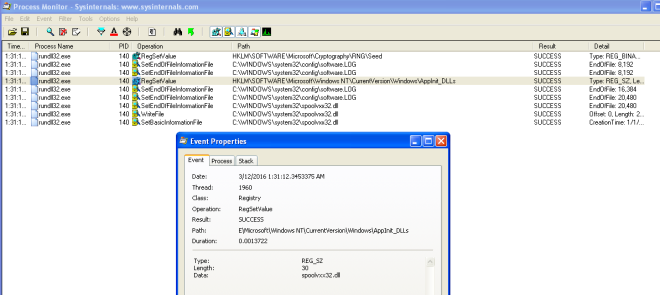 Process Monitor - Sysinternals: www.sysinternals.com
File Edit Event Filter Tools Options Help
Time... Process Name PID Operation Path Result Detail
1:31:1... rundll32.exe 140 RegSetValue HKLM\SOFTWARE\Microsoft\Cryptography\RNG\Seed SUCCESS Type: REG_BINA...
1:31:1... rundll32.exe 140 SetEndOfFileInformationFile C:\WINDOWS\system32\config\software.LOG SUCCESS EndOfFile: 8,192
1:31:1... rundll32.exe 140 SetEndOfFileInformationFile C:\WINDOWS\system32\config\software.LOG SUCCESS EndOfFile: 8,192
1:31:1... rundll32.exe 140 RegSetValue HKLM\SOFTWARE\Microsoft\Windows NT\CurrentVersion\Windows\AppInit_DLLs SUCCESS Type: REG_SZ, Le...
1:31:1... rundll32.exe 140 SetEndOfFileInformationFile C:\WINDOWS\system32\config\software.LOG SUCCESS EndOfFile: 16,384
1:31:1... rundll32.exe 140 SetEndOfFileInformationFile C:\WINDOWS\system32\config\software.LOG SUCCESS EndOfFile: 20,480
1:31:1... rundll32.exe 140 SetEndOfFileInformationFile C:\WINDOWS\system32\spoolvxx32.dll SUCCESS EndOfFile: 20,480
1:31:1... rundll32.exe 140 WriteFile C:\WINDOWS\system32\spoolvxx32.dll SUCCESS Offset: 0, Length: 2...
1:31:1... rundll32.exe 140 SetBasicInformationFile C:\WINDOWS\system32\spoolvxx32.dll SUCCESS CreationTime: 1/1/...
Event Properties
Event Process Stack
Date: 3/12/2016 1:31:12.3453375 AM
Thread: 1960
Class: Registry
Operation: RegSetValue
Result: SUCCESS
Path: E\Microsoft\Windows NT\CurrentVersion\Windows\AppInit_DLLs
Duration: 0.0013722
Type: REG_SZ
Length: 30
Data: spoolvxx32.dll